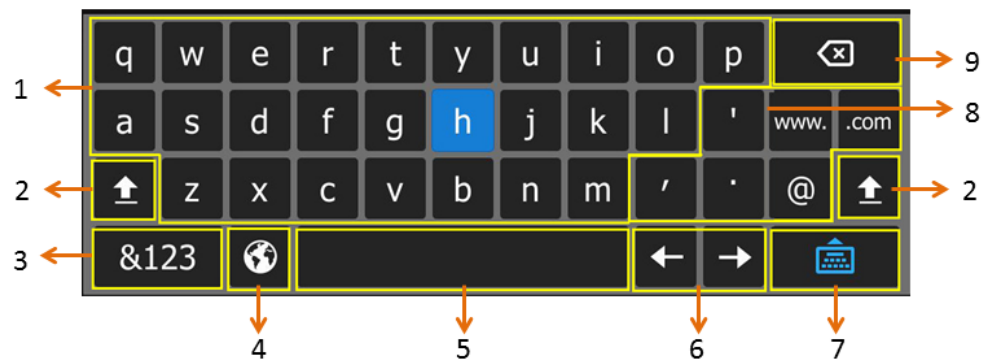 q w e r t y u i o p 9
1
a s d f g h j k l ' www. .com 8
2 z x c v b n m , . @ 2
3 &123
4 5 6 7